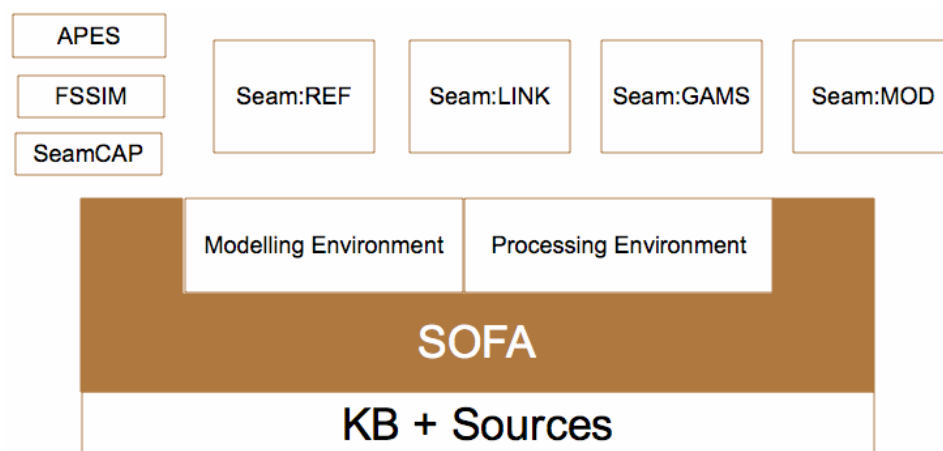 APES
FSSIM
SeamCAP
Seam:REF
Seam:LINK
Seam:GAMS
Seam:MOD
Modelling Environment
Processing Environment
SOFA
KB + Sources